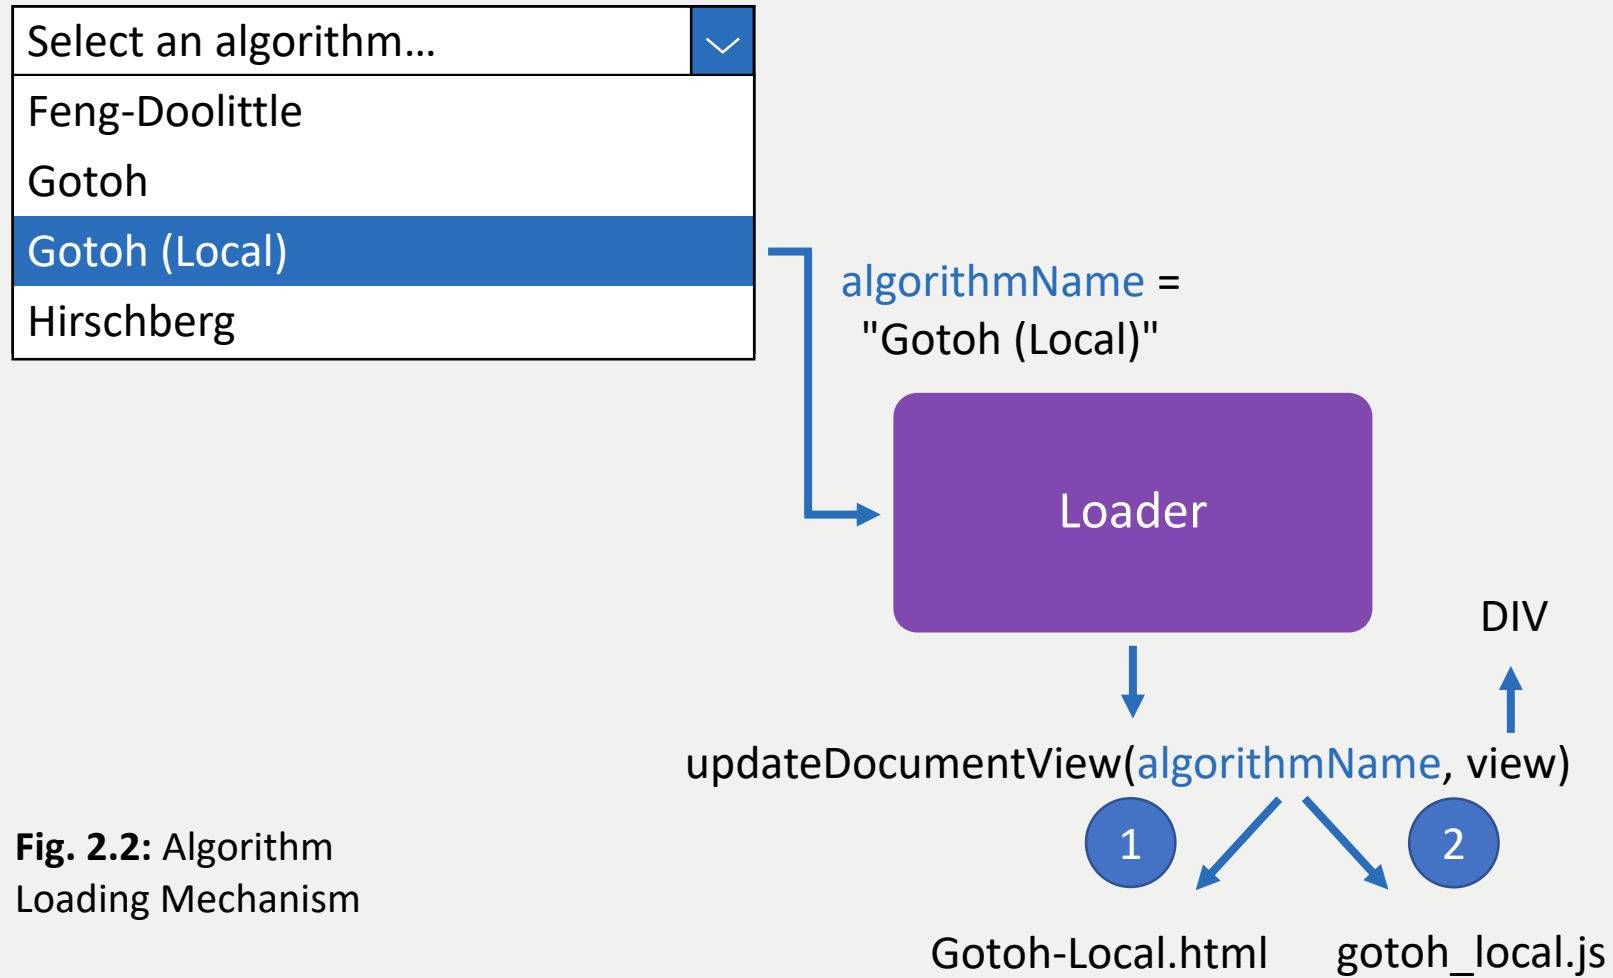 Select an algorithm...
Feng-Doolittle
Gotoh
Gotoh (Local)
Hirschberg
algorithmName =
"Gotoh (Local)"
Loader
DIV
updateDocumentView(algorithmName, view)
1
2
Gotoh-Local.html
gotoh_local.js
Fig. 2.2: Algorithm
Loading Mechanism